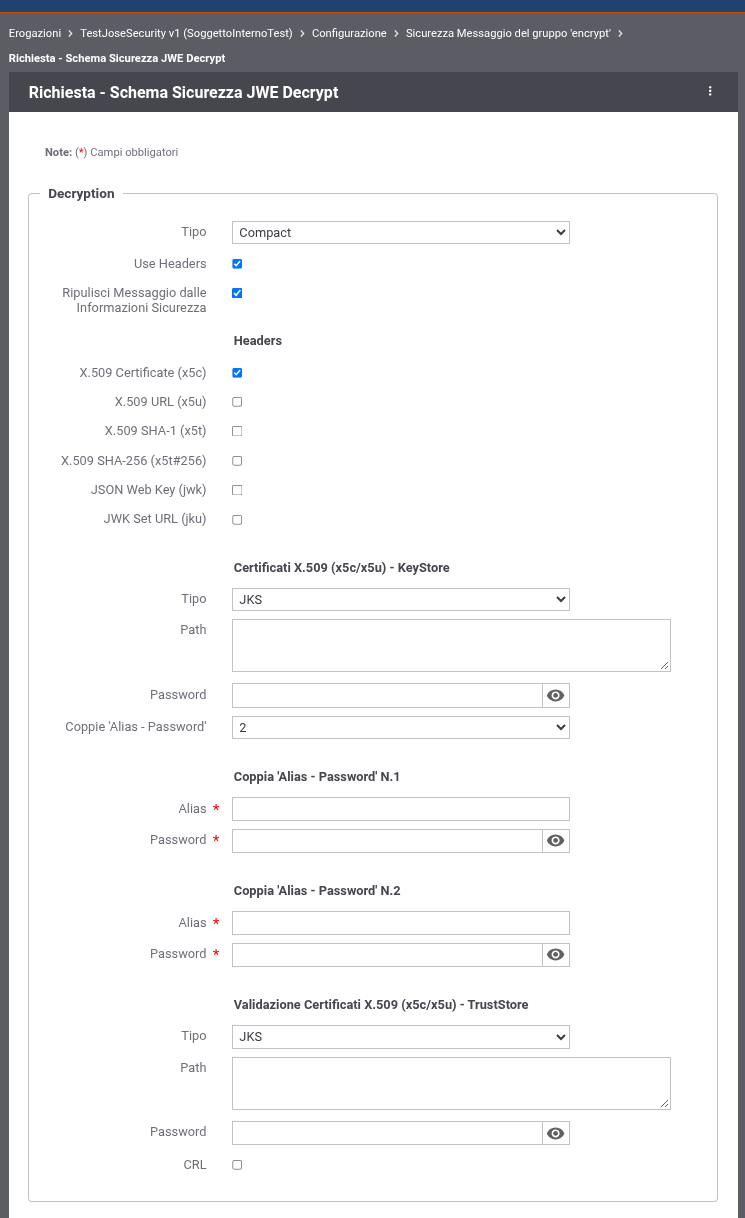 Erogazioni > TestJoseSecurity v1 (SoggettoInternoTest) > Configurazione > Sicurezza Messaggio del gruppo 'encrypt' >
Richiesta - Schema Sicurezza JWE Decrypt
Richiesta - Schema Sicurezza JWE Decrypt
Note: (*) Campi obbligatori
Decryption
Tipo Compact
Use Headers
Ripulisci Messaggio dalle
Informazioni Sicurezza
Headers
X.509 Certificate (x5c)
X.509 URL (x5u)
X.509 SHA-1 (x5t)
X.509 SHA-256 (x5t#256)
JSON Web Key (jwk)
JWK Set URL (jku)
Certificati X.509 (x5c/x5u) - KeyStore
Tipo JKS
Path
Password
Coppie 'Alias - Password' 2
Coppia 'Alias - Password' N.1
Alias *
Password *
Coppia 'Alias - Password' N.2
Alias *
Password *
Validazione Certificati X.509 (x5c/x5u) - TrustStore
Tipo JKS
Path
Password
CRL